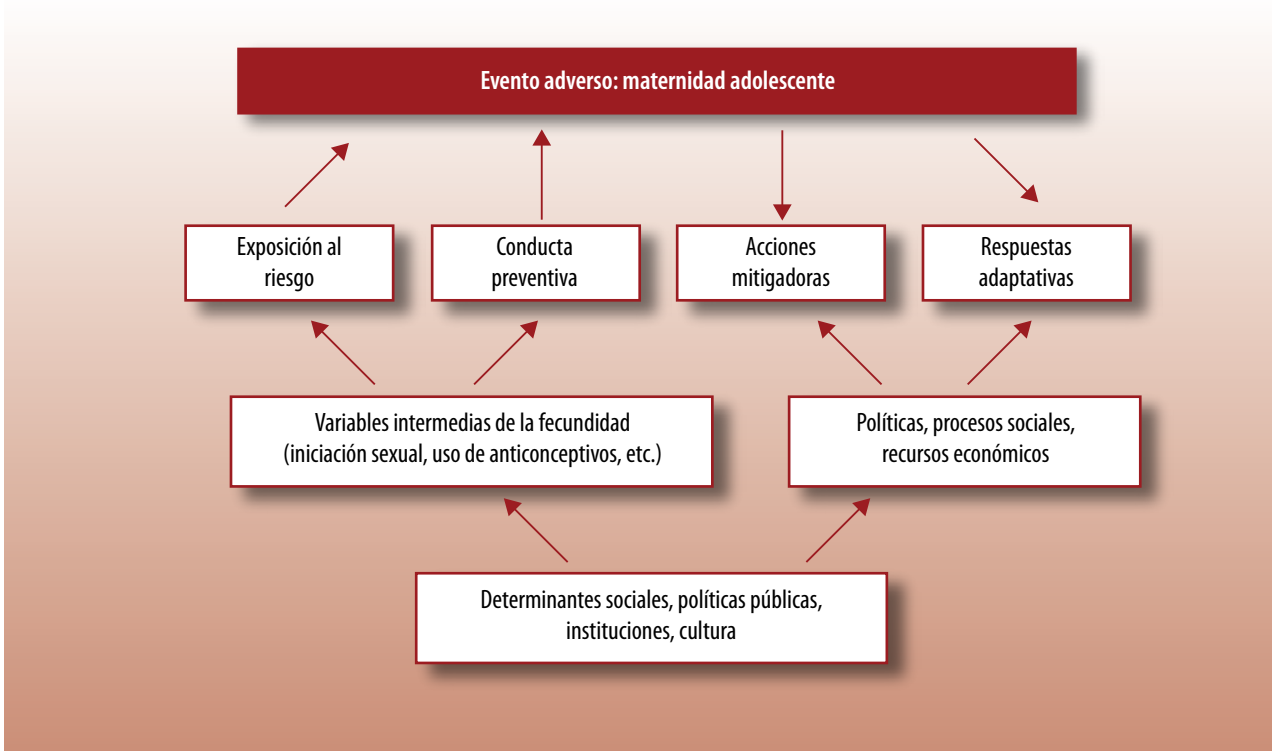 Evento adverso: maternidad adolescente
Exposición al
riesgo
Conducta
preventiva
Acciones
mitigadoras
Respuestas
adaptativas
Variables intermedias de la fecundidad
(iniciación sexual, uso de anticonceptivos, etc.)
Políticas, procesos sociales,
recursos económicos
Determinantes sociales, políticas públicas,
instituciones, cultura